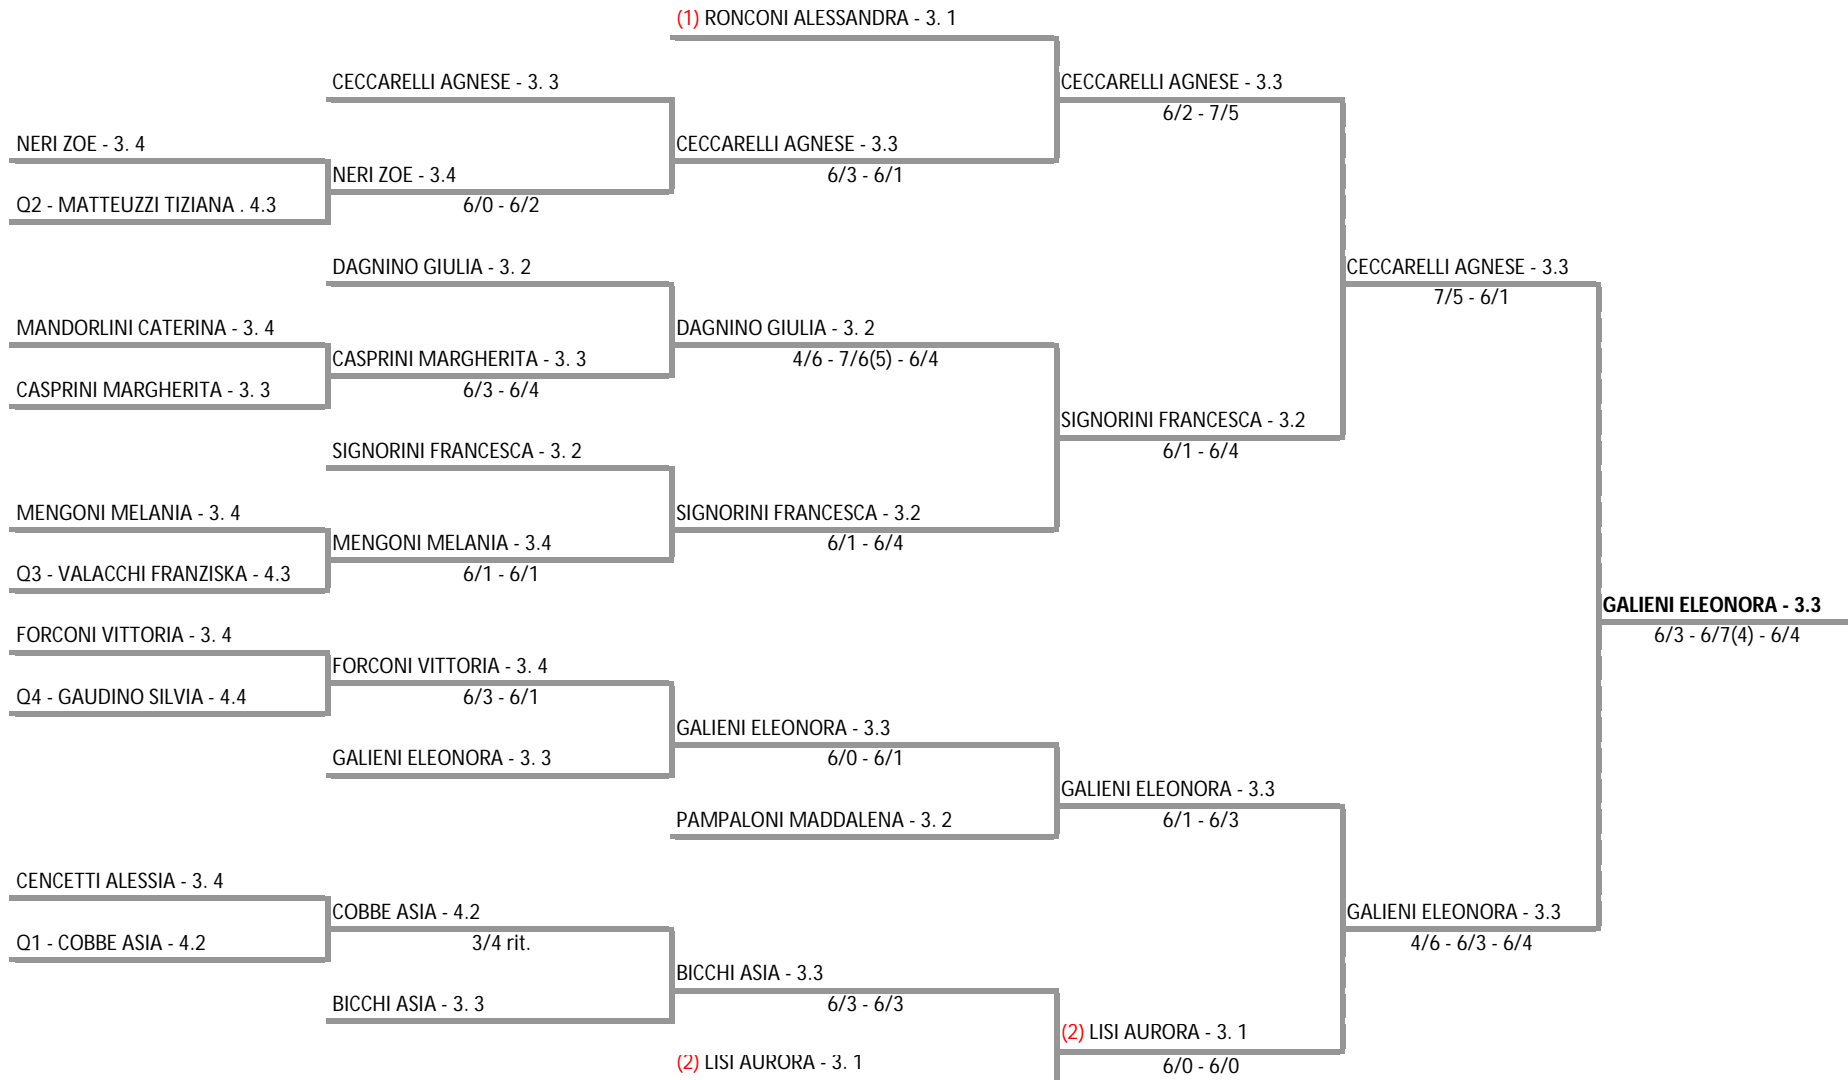 (1) RONCONI ALESSANDRA - 3. 1
CECCARELLI AGNESE - 3. 3
CECCARELLI AGNESE - 3.3
6/2 - 7/5
NERI ZOE - 3. 4
CECCARELLI AGNESE - 3.3
6/3 - 6/1
NERI ZOE - 3.4
6/0 - 6/2
Q2 - MATTEUZZI TIZIANA . 4.3
DAGNINO GIULIA - 3. 2
CECCARELLI AGNESE - 3.3
7/5 - 6/1
MANDORLINI CATERINA - 3. 4
DAGNINO GIULIA - 3. 2
4/6 - 7/6(5) - 6/4
CASPRINI MARGHERITA - 3. 3
6/3 - 6/4
CASPRINI MARGHERITA - 3. 3
SIGNORINI FRANCESCA - 3.2
6/1 - 6/4
SIGNORINI FRANCESCA - 3. 2
MENGONI MELANIA - 3. 4
SIGNORINI FRANCESCA - 3.2
6/1 - 6/4
MENGONI MELANIA - 3.4
6/1 - 6/1
Q3 - VALACCHI FRANZISKA - 4.3
GALIENI ELEONORA - 3.3
6/3 - 6/7(4) - 6/4
FORCONI VITTORIA - 3. 4
FORCONI VITTORIA - 3. 4
6/3 - 6/1
Q4 - GAUDINO SILVIA - 4.4
GALIENI ELEONORA - 3.3
6/0 - 6/1
GALIENI ELEONORA - 3. 3
GALIENI ELEONORA - 3.3
6/1 - 6/3
PAMPALONI MADDALENA - 3. 2
CENCETTI ALESSIA - 3. 4
COBBE ASIA - 4.2
3/4 rit.
GALIENI ELEONORA - 3.3
4/6 - 6/3 - 6/4
Q1 - COBBE ASIA - 4.2
BICCHI ASIA - 3.3
6/3 - 6/3
BICCHI ASIA - 3. 3
(2) LISI AURORA - 3. 1
6/0 - 6/0
(2) LISI AURORA - 3. 1